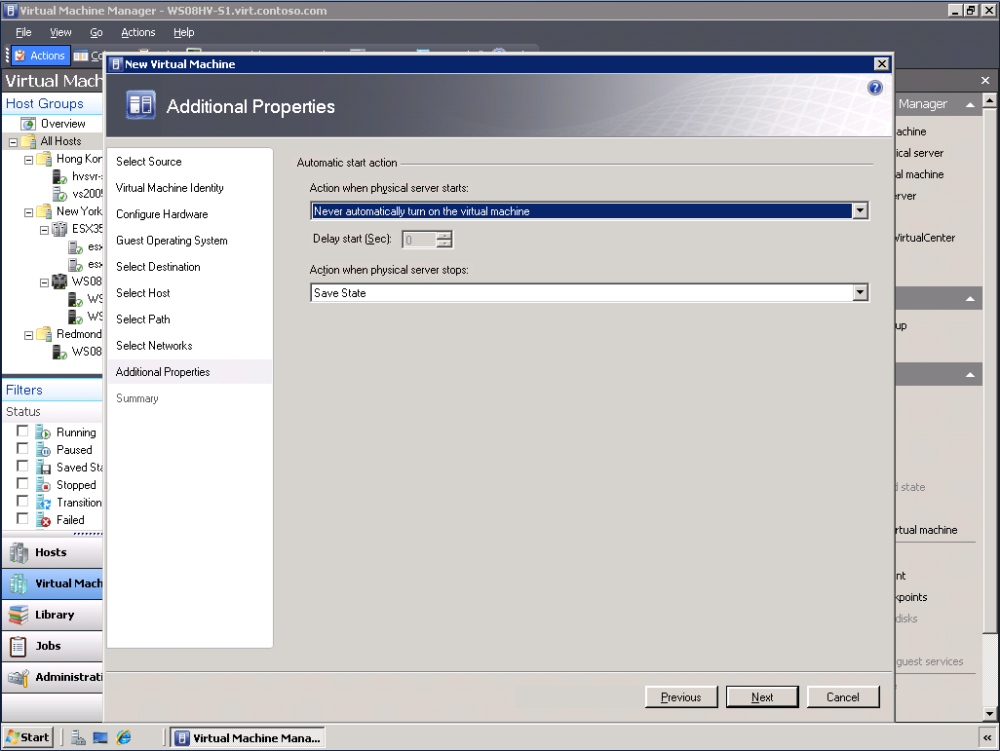 Virtual Machine Manager - WS08HV-S1.virt.contoso.com
File View Go Actions Help
Actions
Virtual Mach
Host Groups
Overview
All Hosts
Hong Kon
hvsvr-
vs2005
New York
ESX35
esx
esx
WS08
WS
WS
Redmond
WS08
Filters
Status
Running
Paused
Saved Sta
Stopped
Transition
Failed
Hosts
Virtual Mach
Library
Jobs
Administrati
New Virtual Machine
Additional Properties
Select Source
Virtual Machine Identity
Configure Hardware
Guest Operating System
Select Destination
Select Host
Select Path
Select Networks
Additional Properties
Summary
Automatic start action
Action when physical server starts:
Never automatically turn on the virtual machine
Delay start (Sec): 0
Action when physical server stops:
Save State
Previous Next Cancel
Manager
achine
ical server
al machine
erver
VirtualCenter
up
d state
rtual machine
nt
kpoints
disks
guest services
Start
Virtual Machine Mana...